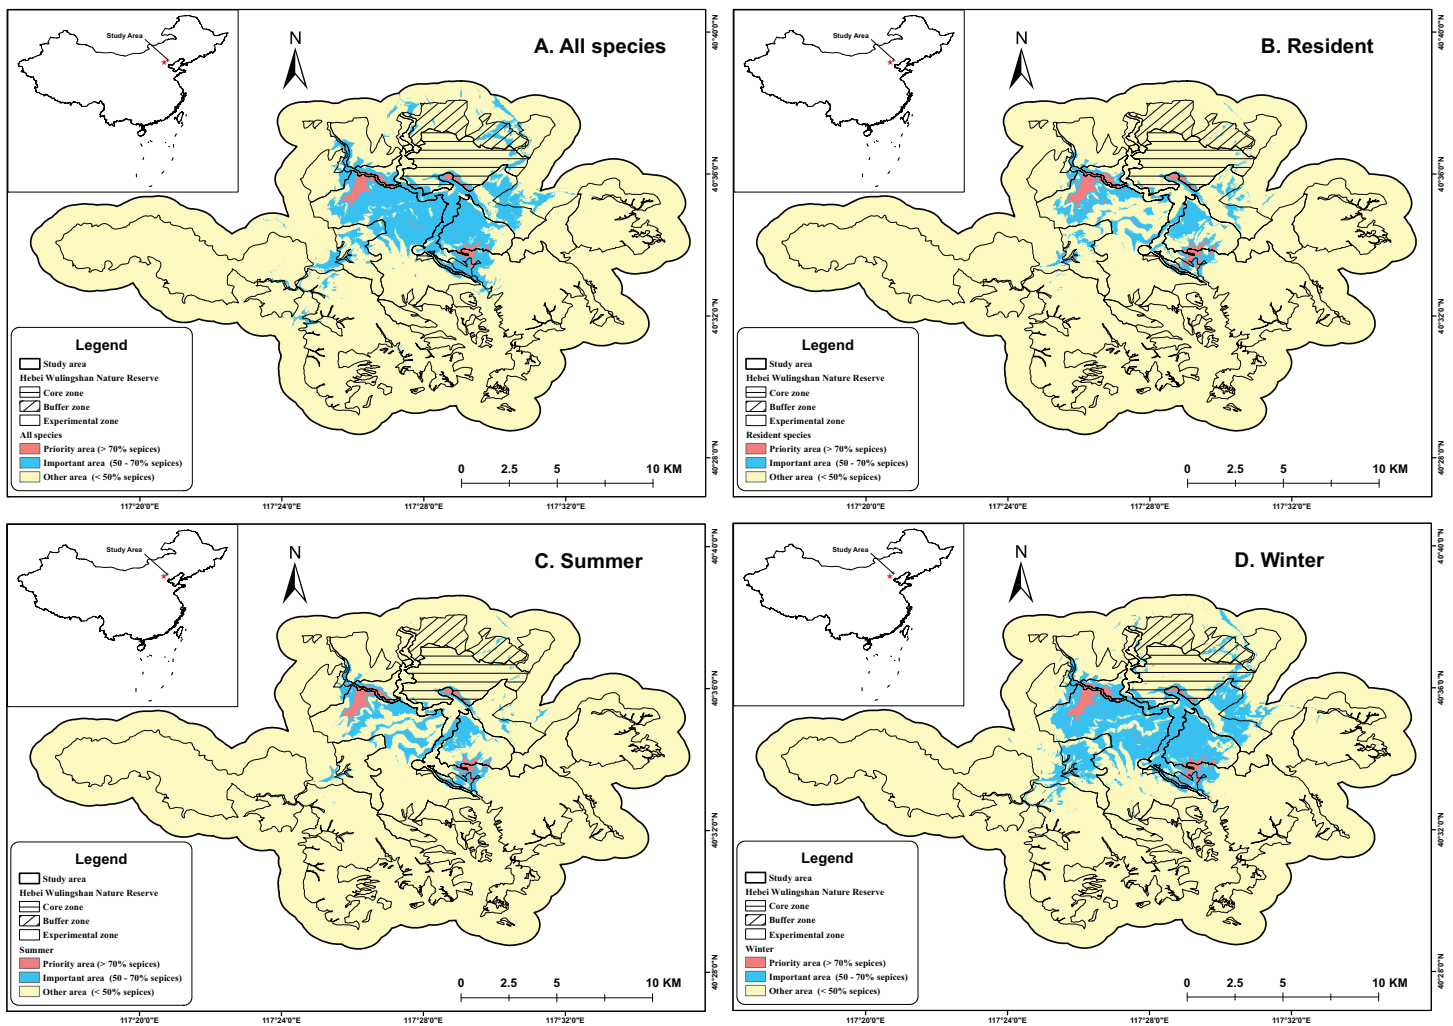 Study Area
N
A. All species
40°40'0"N
40°36'0"N
40°32'0"N
40°28'0"N
Legend
Study area
Hebei Wulingshan Nature Reserve
Core zone
Buffer zone
Experimental zone
All species
Priority area (> 70% sepices)
Important area (50 - 70% sepices)
Other area (< 50% sepices)
0 2.5 5 10 KM
117°20'0"E 117°24'0"E 117°28'0"E 117°32'0"E
Study Area
N
B. Resident
40°40'0"N
40°36'0"N
40°32'0"N
40°28'0"N
Legend
Study area
Hebei Wulingshan Nature Reserve
Core zone
Buffer zone
Experimental zone
Resident species
Priority area (> 70% sepices)
Important area (50 - 70% sepices)
Other area (< 50% sepices)
0 2.5 5 10 KM
117°20'0"E 117°24'0"E 117°28'0"E 117°32'0"E
Study Area
N
C. Summer
40°40'0"N
40°36'0"N
40°32'0"N
40°28'0"N
Legend
Study area
Hebei Wulingshan Nature Reserve
Core zone
Buffer zone
Experimental zone
Summer
Priority area (> 70% sepices)
Important area (50 - 70% sepices)
Other area (< 50% sepices)
0 2.5 5 10 KM
117°20'0"E 117°24'0"E 117°28'0"E 117°32'0"E
Study Area
N
D. Winter
40°40'0"N
40°36'0"N
40°32'0"N
40°28'0"N
Legend
Study area
Hebei Wulingshan Nature Reserve
Core zone
Buffer zone
Experimental zone
Winter
Priority area (> 70% sepices)
Important area (50 - 70% sepices)
Other area (< 50% sepices)
0 2.5 5 10 KM
117°20'0"E 117°24'0"E 117°28'0"E 117°32'0"E